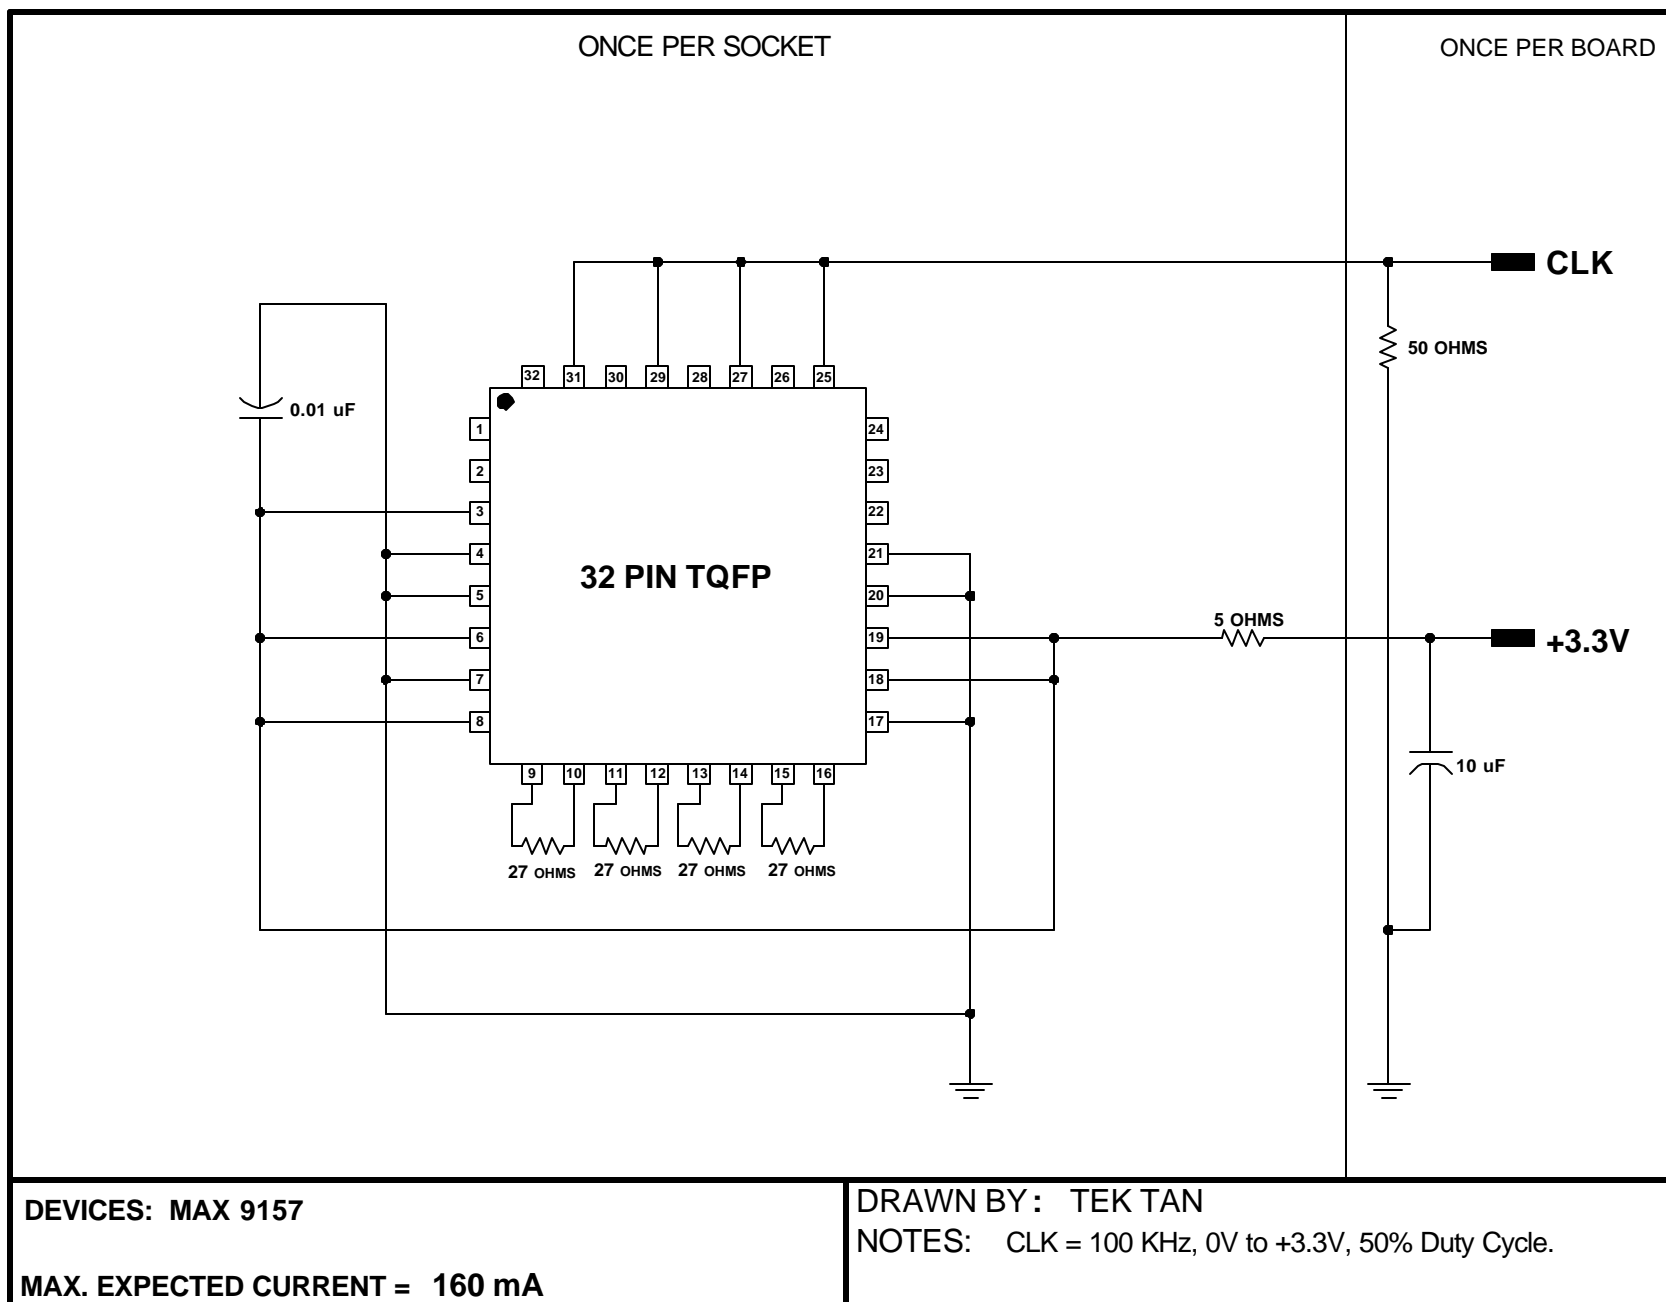 ONCE PER SOCKET
ONCE PER BOARD
CLK
50 OHMS
32 31 30 29 28 27 26 25
0.01 uF
1
24
2
23
3
22
4
21
32 PIN TQFP
5
20
5 OHMS
6
19
+3.3V
7
18
8
17
10 uF
9 10 11 12 13 14 15 16
27 OHMS 27 OHMS 27 OHMS 27 OHMS
DEVICES: MAX 9157
DRAWN BY: TEK TAN
NOTES: CLK = 100 KHz, 0V to +3.3V, 50% Duty Cycle.
MAX. EXPECTED CURRENT = 160 mA